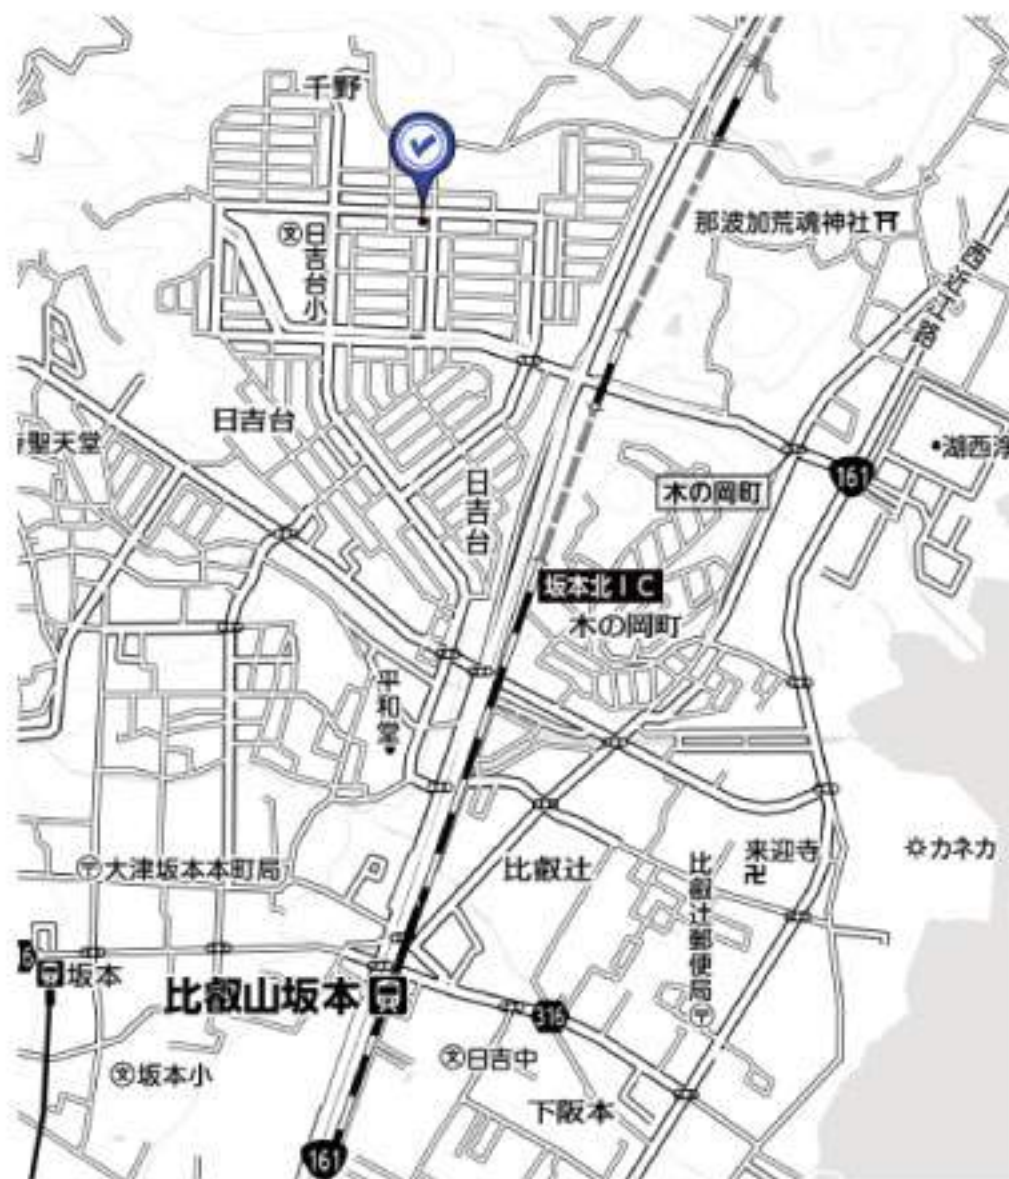 千野
那波加荒魂神社
西近江路
日吉台小
日吉台
聖天堂
日吉台
湖西浄
161
木の岡町
坂本北IC
木の岡町
平和堂
大津坂本本町局
比叡辻
来迎寺
カネカ
比叡辻郵便局
坂本
比叡山坂本
316
坂本小
日吉中
下阪本
161